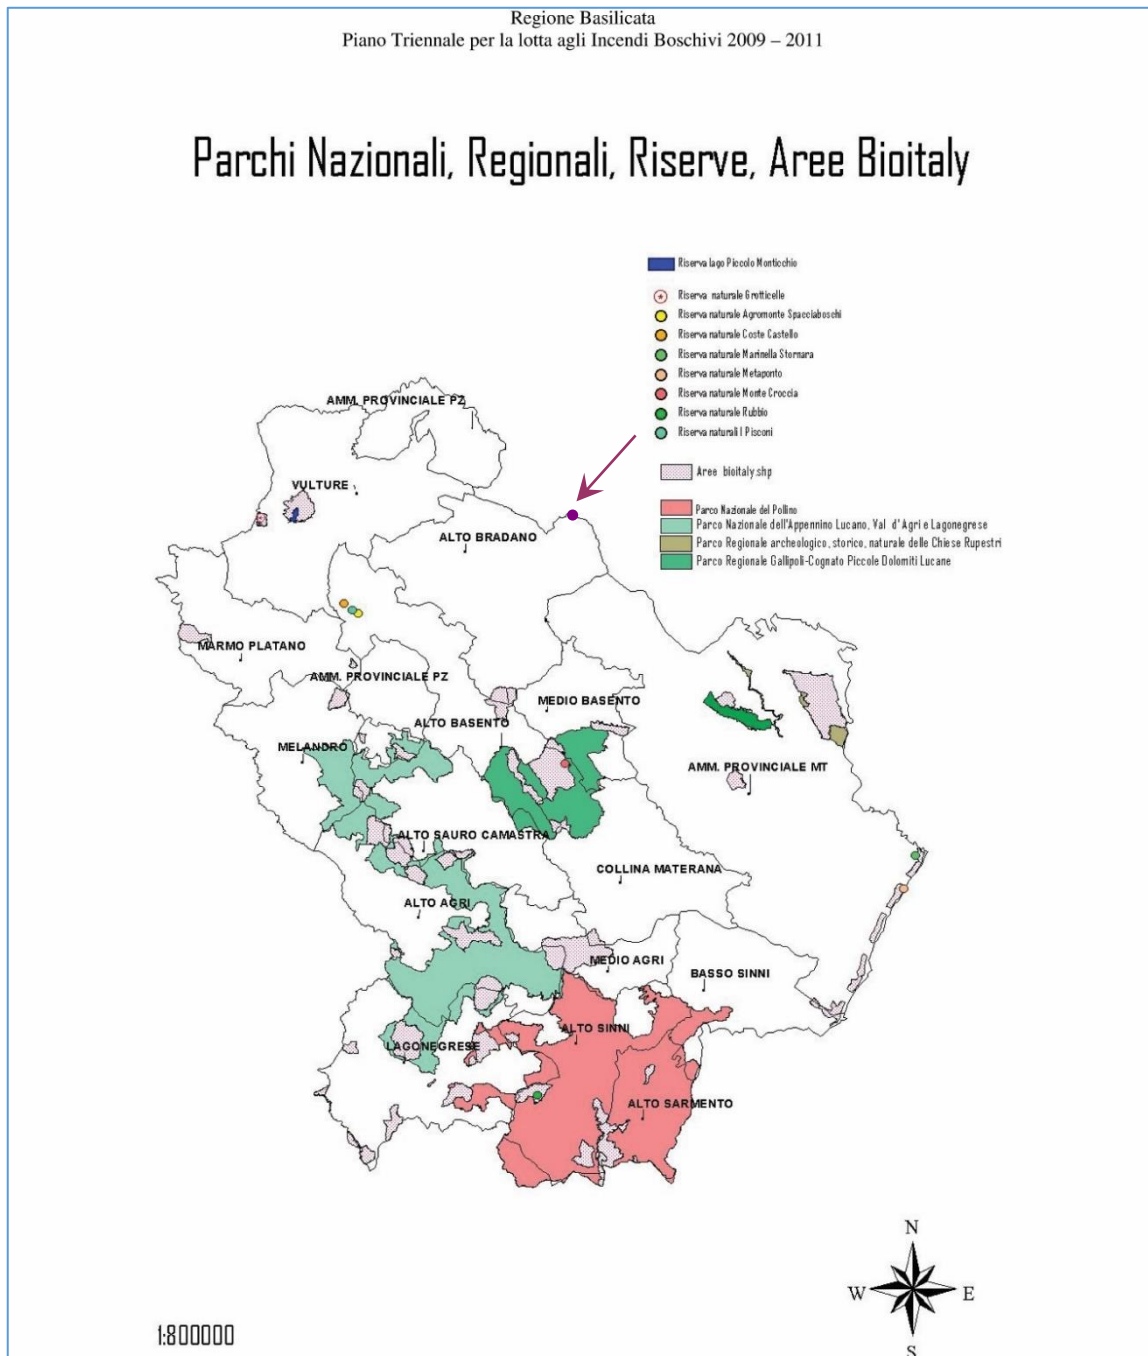 Regione Basilicata
Piano Triennale per la lotta agli Incendi Boschivi 2009 – 2011
Parchi Nazionali, Regionali, Riserve, Aree Bioitaly
Riserva lago Piccolo Monticchio
Riserva naturale Grotticelle
Riserva naturale Agromonte Spacciaboschi
Riserva naturale Coste Castello
Riserva naturale Marinella Stornara
Riserva naturale Metaponto
Riserva naturale Monte Croccia
Riserva naturale Rubbio
Riserva naturali I Pisconi
Aree bioitaly.shp
Parco Nazionale del Pollino
Parco Nazionale dell'Appennino Lucano, Val d'Agri e Lagonegrese
Parco Regionale archeologico, storico, naturale delle Chiese Rupestri
Parco Regionale Gallipoli-Cognato Piccole Dolomiti Lucane
AMM. PROVINCIALE PZ
VULTURE
ALTO BRADANO
MARMO PLATANO
AMM. PROVINCIALE PZ
MEDIO BASENTO
ALTO BASENTO
MELANDRO
AMM. PROVINCIALE MT
ALTO SAURO CAMASTRA
COLLINA MATERANA
ALTO AGRI
MEDIO AGRI
BASSO SINNI
ALTO SINNI
LAGONEGRESE
ALTO SARMENTO
N
W E
S
1:800000